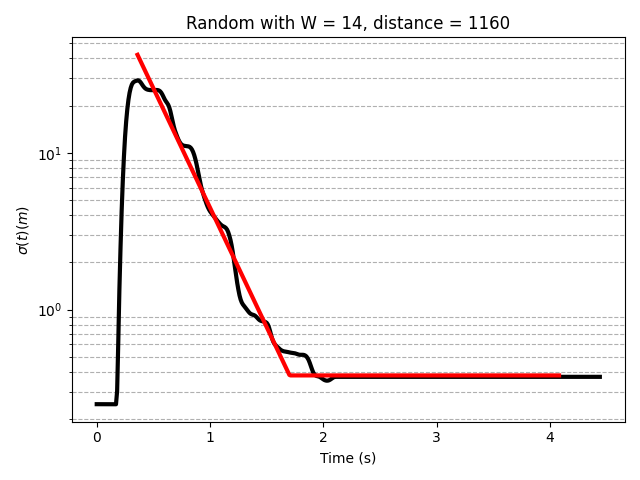 Random with W = 14, distance = 1160
σ(t)(m)
10¹
10⁰
0 1 2 3 4
Time (s)